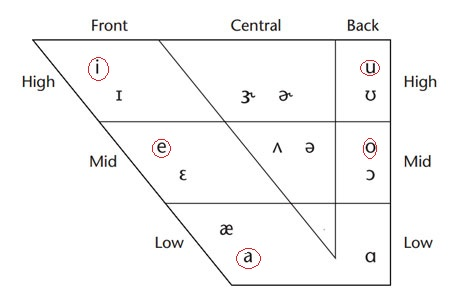 Front Central Back
i u
High High
ɪ ɝ ɚ ʊ
e ʌ ə o
Mid Mid
ɛ ɔ
æ
Low Low
a ɑ